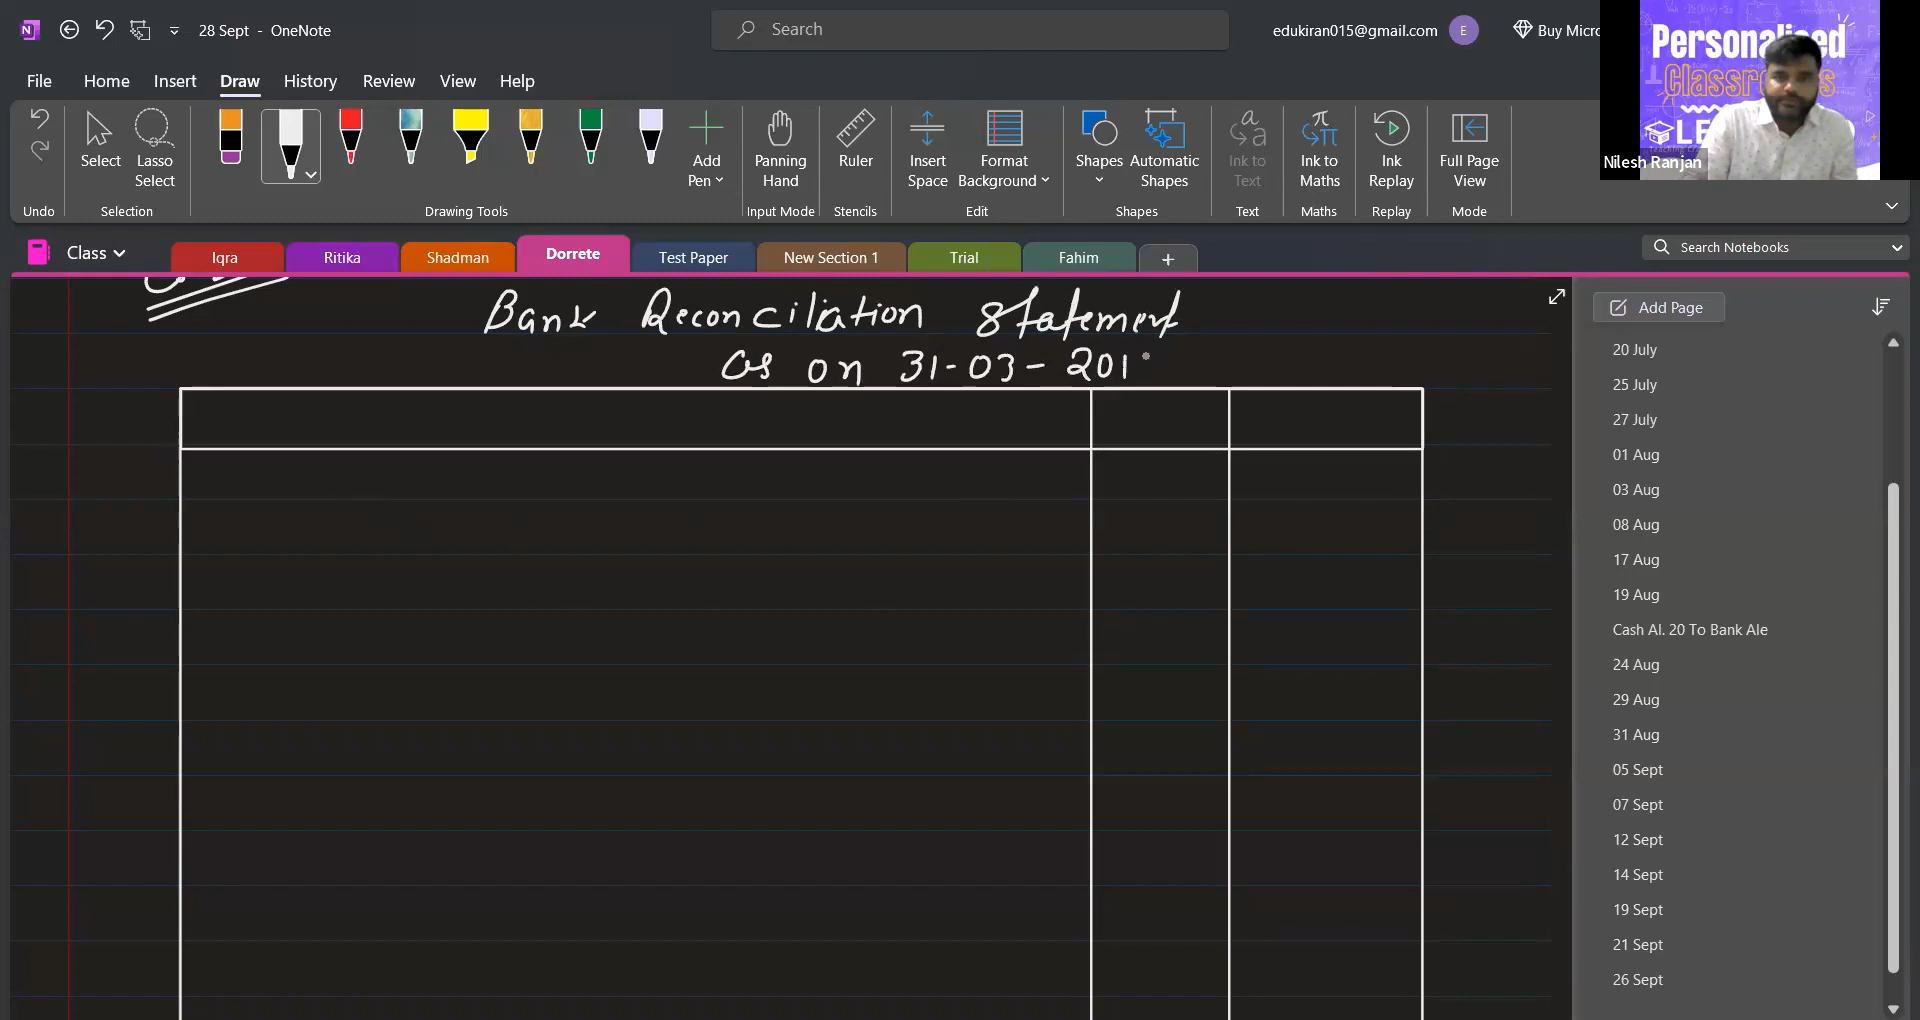 28 Sept - OneNote
Search
edukiran015@gmail.com
E
Buy Micro
Personalised
Nilesh Ranjan
File Home Insert Draw History Review View Help
Select
Lasso Select
Add Pen
Panning Hand
Ruler
Insert Space
Format Background
Shapes
Automatic Shapes
Ink to Text
Ink to Maths
Ink Replay
Full Page View
Undo
Selection
Drawing Tools
Input Mode
Stencils
Edit
Shapes
Text
Maths
Replay
Mode
Class
Iqra
Ritika
Shadman
Dorrete
Test Paper
New Section 1
Trial
Fahim
+
Search Notebooks
Bank Reconciliation Statement
as on 31-03-201
Add Page
20 July
25 July
27 July
01 Aug
03 Aug
08 Aug
17 Aug
19 Aug
Cash Al. 20 To Bank Ale
24 Aug
29 Aug
31 Aug
05 Sept
07 Sept
12 Sept
14 Sept
19 Sept
21 Sept
26 Sept